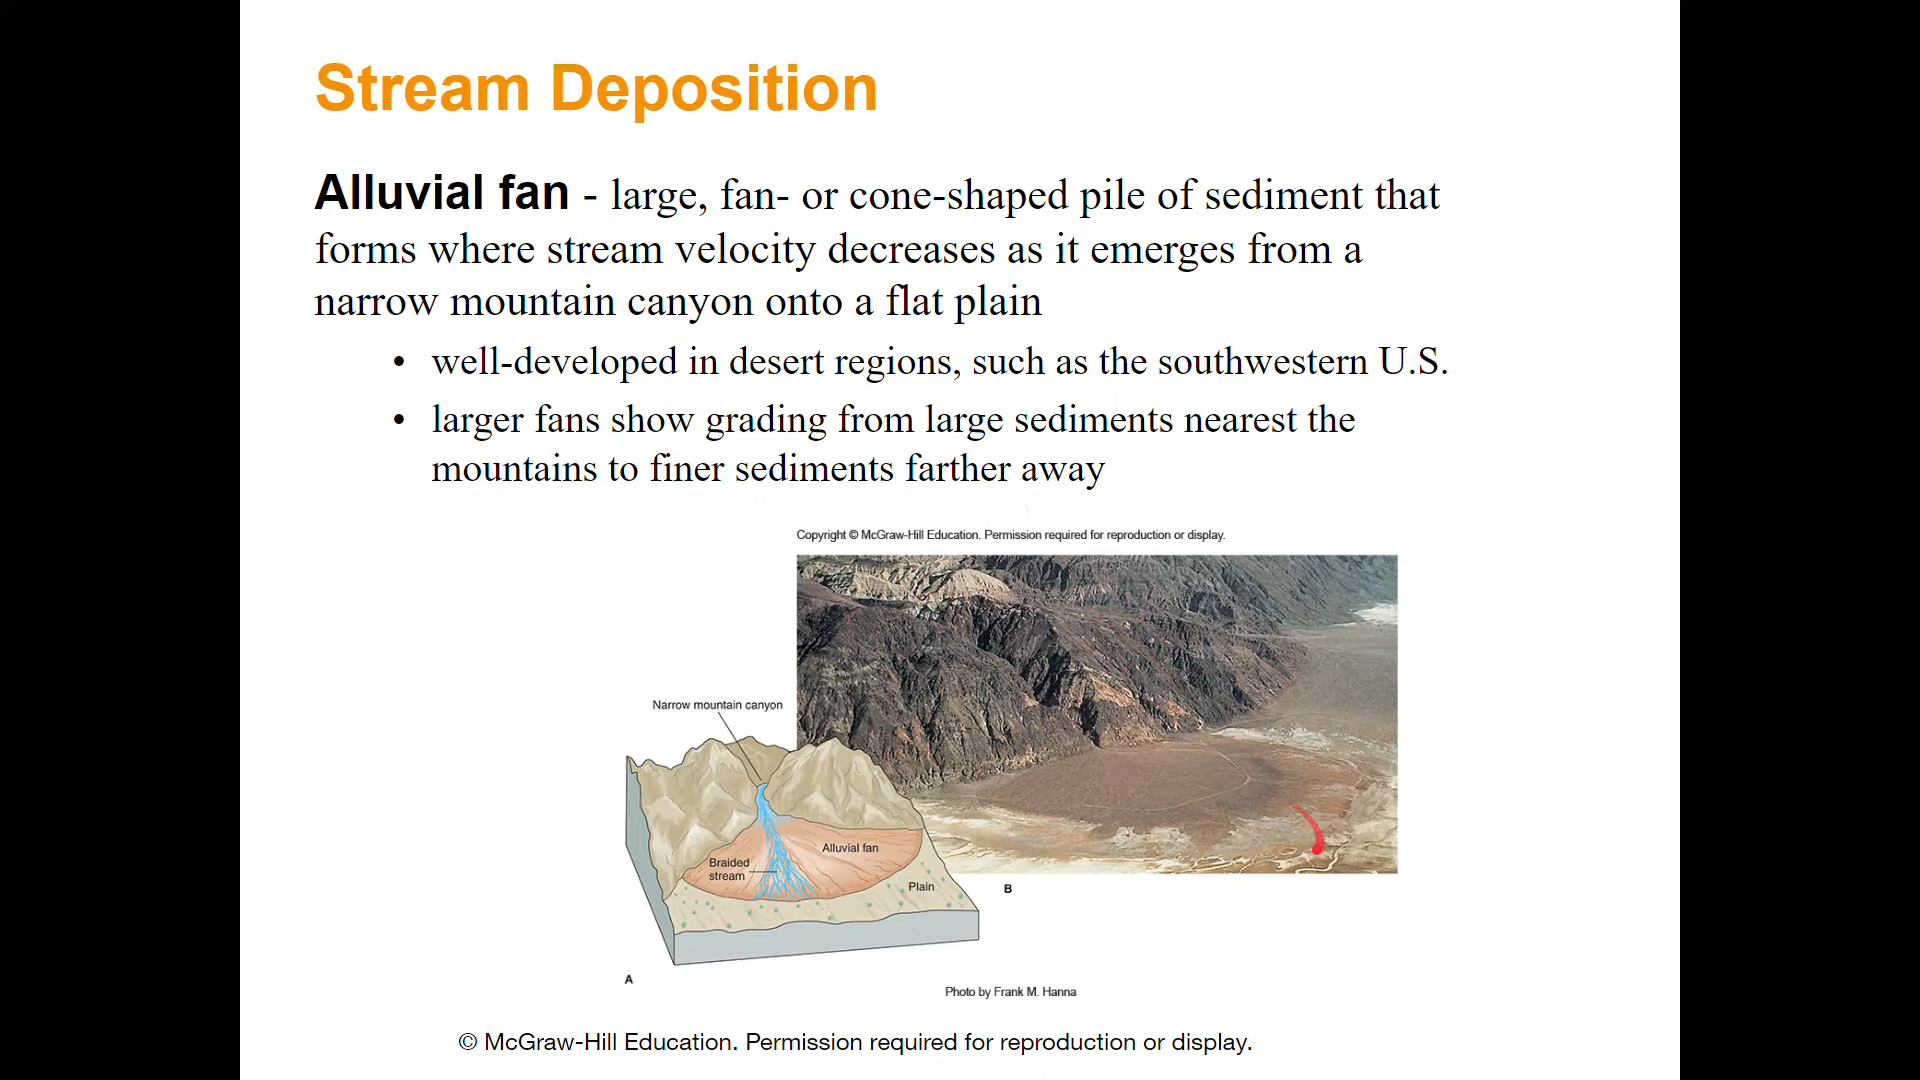 Stream Deposition
Alluvial fan - large, fan- or cone-shaped pile of sediment that
forms where stream velocity decreases as it emerges from a
narrow mountain canyon onto a flat plain
• well-developed in desert regions, such as the southwestern U.S.
• larger fans show grading from large sediments nearest the
mountains to finer sediments farther away
Copyright © McGraw-Hill Education. Permission required for reproduction or display.
Narrow mountain canyon
Alluvial fan
Braided
stream
Plain
B
A
Photo by Frank M. Hanna
© McGraw-Hill Education. Permission required for reproduction or display.